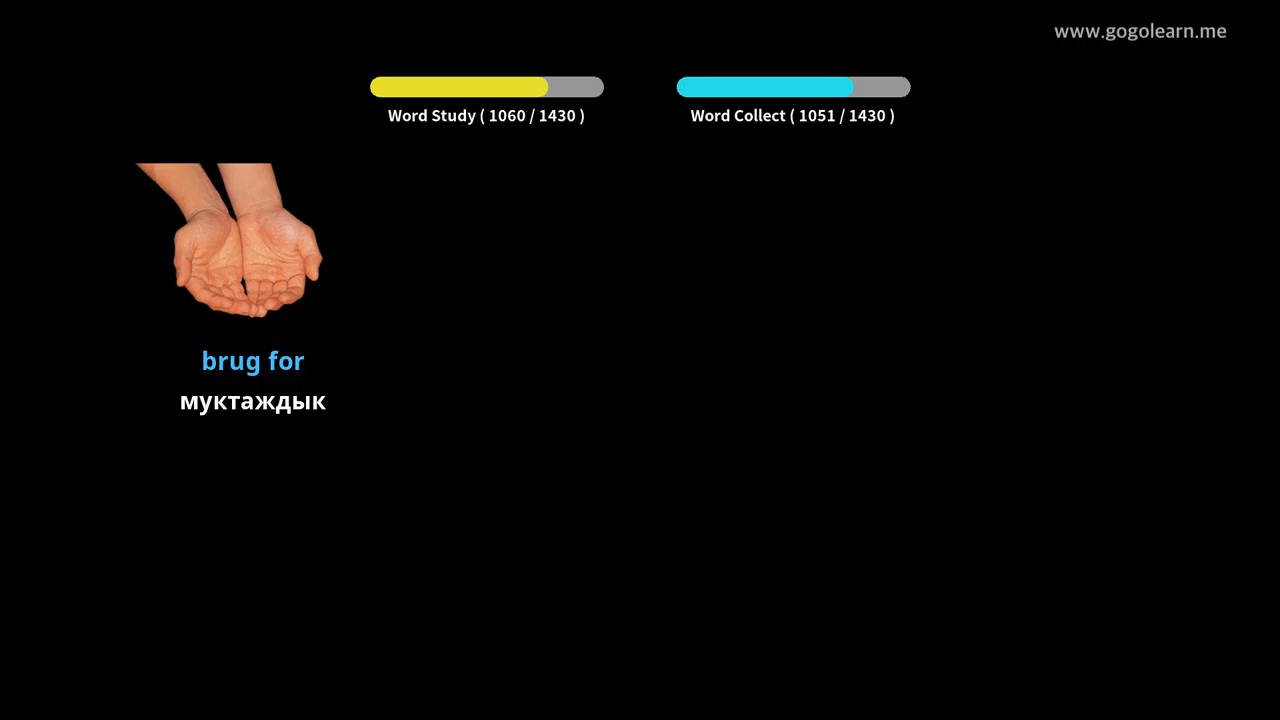 www.gogolearn.me
Word Study ( 1060 / 1430 )
Word Collect ( 1051 / 1430 )
brug for
муктаждык